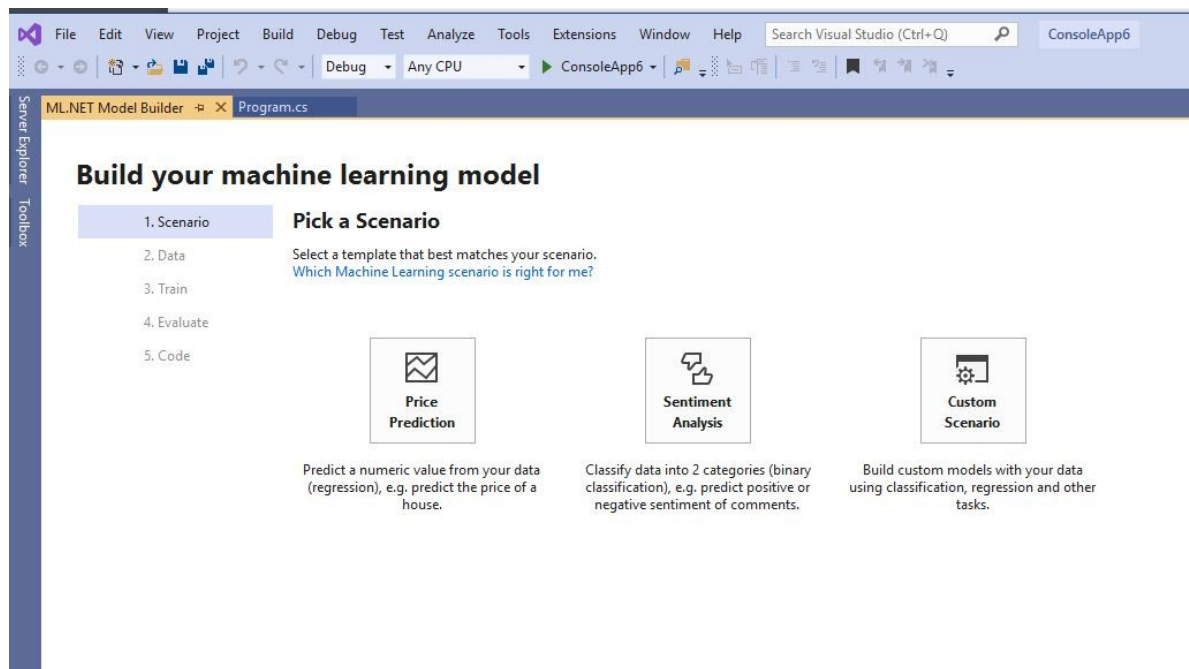 File Edit View Project Build Debug Test Analyze Tools Extensions Window Help Search Visual Studio (Ctrl+Q) ConsoleApp6
Debug Any CPU ConsoleApp6
Server Explorer
Toolbox
ML.NET Model Builder Program.cs
Build your machine learning model
1. Scenario
2. Data
3. Train
4. Evaluate
5. Code
Pick a Scenario
Select a template that best matches your scenario.
Which Machine Learning scenario is right for me?
Price
Prediction
Predict a numeric value from your data
(regression), e.g. predict the price of a
house.
Sentiment
Analysis
Classify data into 2 categories (binary
classification), e.g. predict positive or
negative sentiment of comments.
Custom
Scenario
Build custom models with your data
using classification, regression and other
tasks.